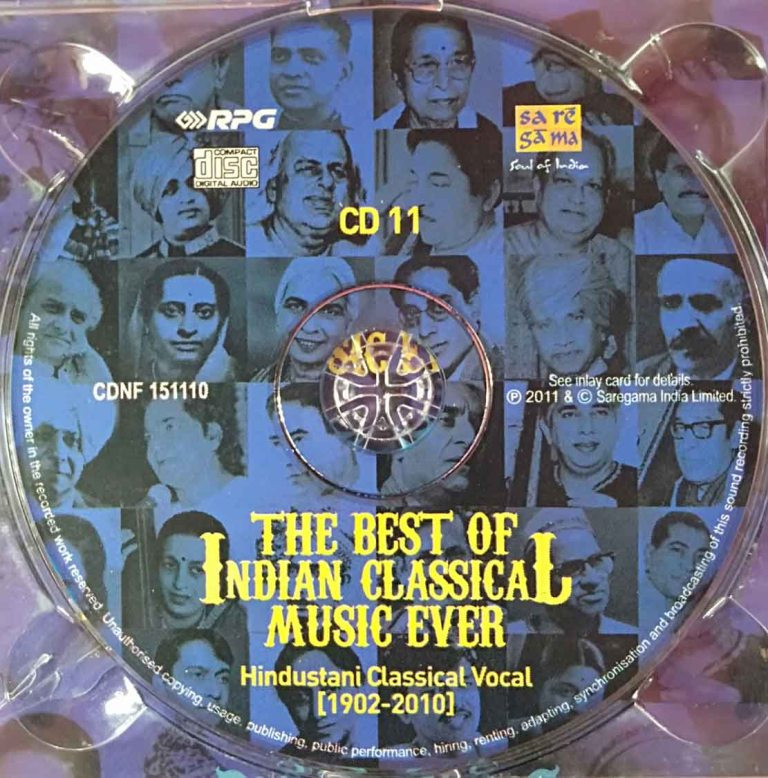 RPG
sa rē
gā mā
Soul of India
COMPACT
disc
DIGITAL AUDIO
CD 11
CDNF 151110
See inlay card for details.
℗ 2011 & © Saregama India Limited.
THE BEST OF
INDIAN CLASSICAL
MUSIC EVER
Hindustani Classical Vocal
[1902-2010]
All rights of the owner in the recorded work reserved. Unauthorised copying, usage, publishing, public performance, hiring, renting, adapting, synchronisation and broadcasting of this sound recording strictly prohibited.